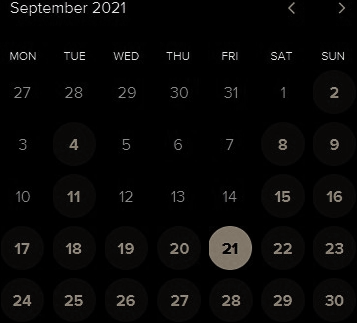 September 2021
MON TUE WED THU FRI SAT SUN
27 28 29 30 31 1 2
3 4 5 6 7 8 9
10 11 12 13 14 15 16
17 18 19 20 21 22 23
24 25 26 27 28 29 30